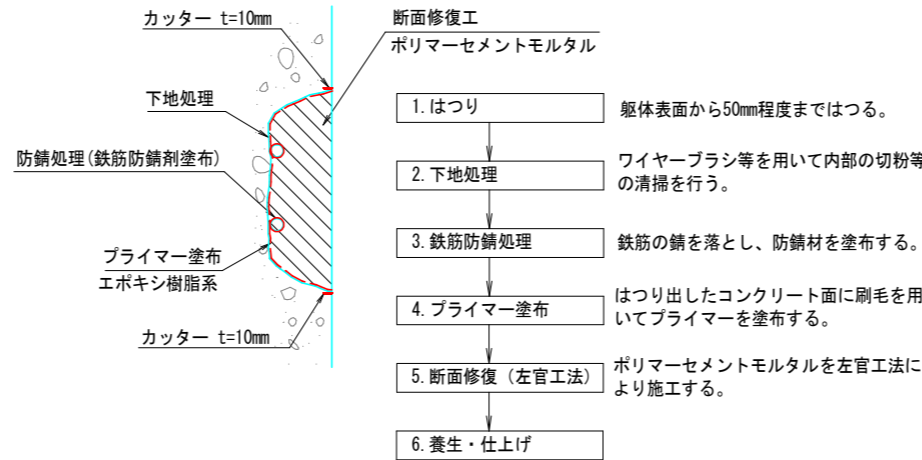 カッター t=10mm
下地処理
防錆処理(鉄筋防錆剤塗布)
プライマー塗布
エポキシ樹脂系
カッター t=10mm
断面修復工
ポリマーセメントモルタル
1.はつり
躯体表面から50mm程度まではつる。
2.下地処理
ワイヤーブラシ等を用いて内部の切粉等
の清掃を行う。
3.鉄筋防錆処理
鉄筋の錆を落とし、防錆材を塗布する。
4.プライマー塗布
はつり出したコンクリート面に刷毛を用
いてプライマーを塗布する。
5.断面修復（左官工法）
ポリマーセメントモルタルを左官工法に
より施工する。
6.養生・仕上げ